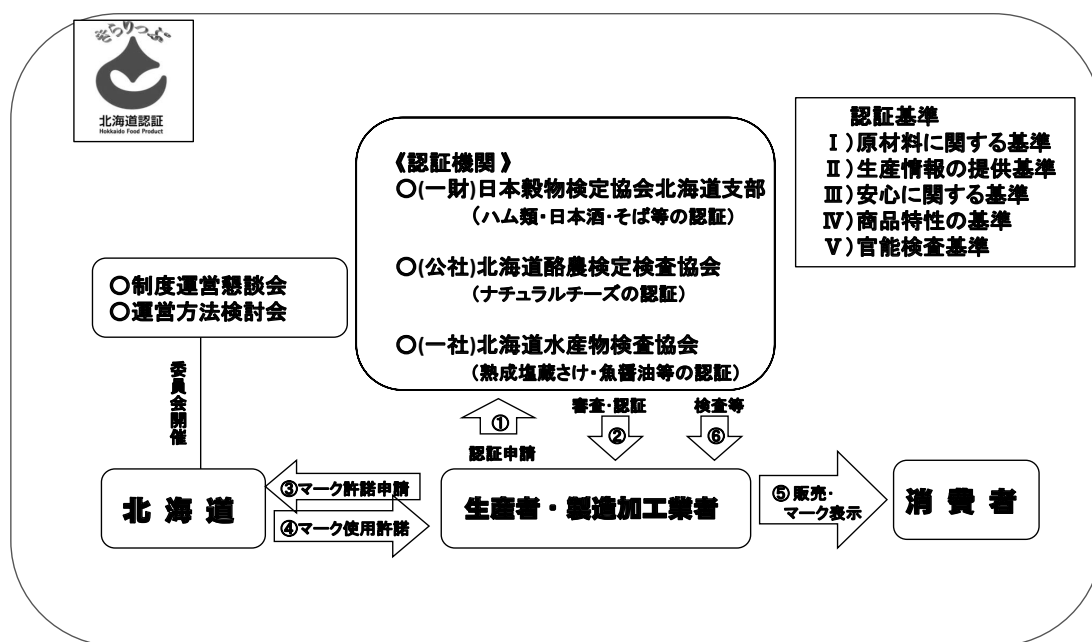 きらりっぷ
北海道認証
Hokkaido Food Product
認証基準
Ⅰ)原材料に関する基準
Ⅱ)生産情報の提供基準
Ⅲ)安心に関する基準
Ⅳ)商品特性の基準
Ⅴ)官能検査基準
《認証機関》
○(一財)日本穀物検定協会北海道支部
(ハム類・日本酒・そば等の認証)
○(公社)北海道酪農検定検査協会
(ナチュラルチーズの認証)
○(一社)北海道水産物検査協会
(熟成塩蔵さけ・魚醤油等の認証)
○制度運営懇談会
○運営方法検討会
委員会開催
①
認証申請
審査・認証
②
検査等
⑥
北海道
③マーク許諾申請
④マーク使用許諾
生産者・製造加工業者
⑤販売・
マーク表示
消費者